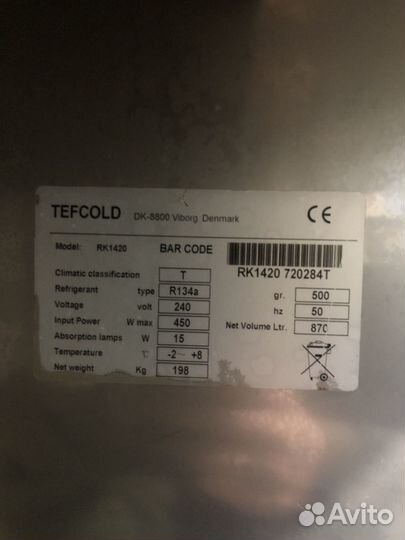 TEFCOLD DK-8800 Viborg Denmark CE
Model: RK1420 BAR CODE
RK1420 720284T
Climatic classification T
Refrigerant type R134a gr. 500
Voltage volt 240 hz 50
Input Power W max 450 Net Volume Ltr. 870
Absorption lamps W 15
Temperature °C -2~ +8
Net weight Kg 198
Avito